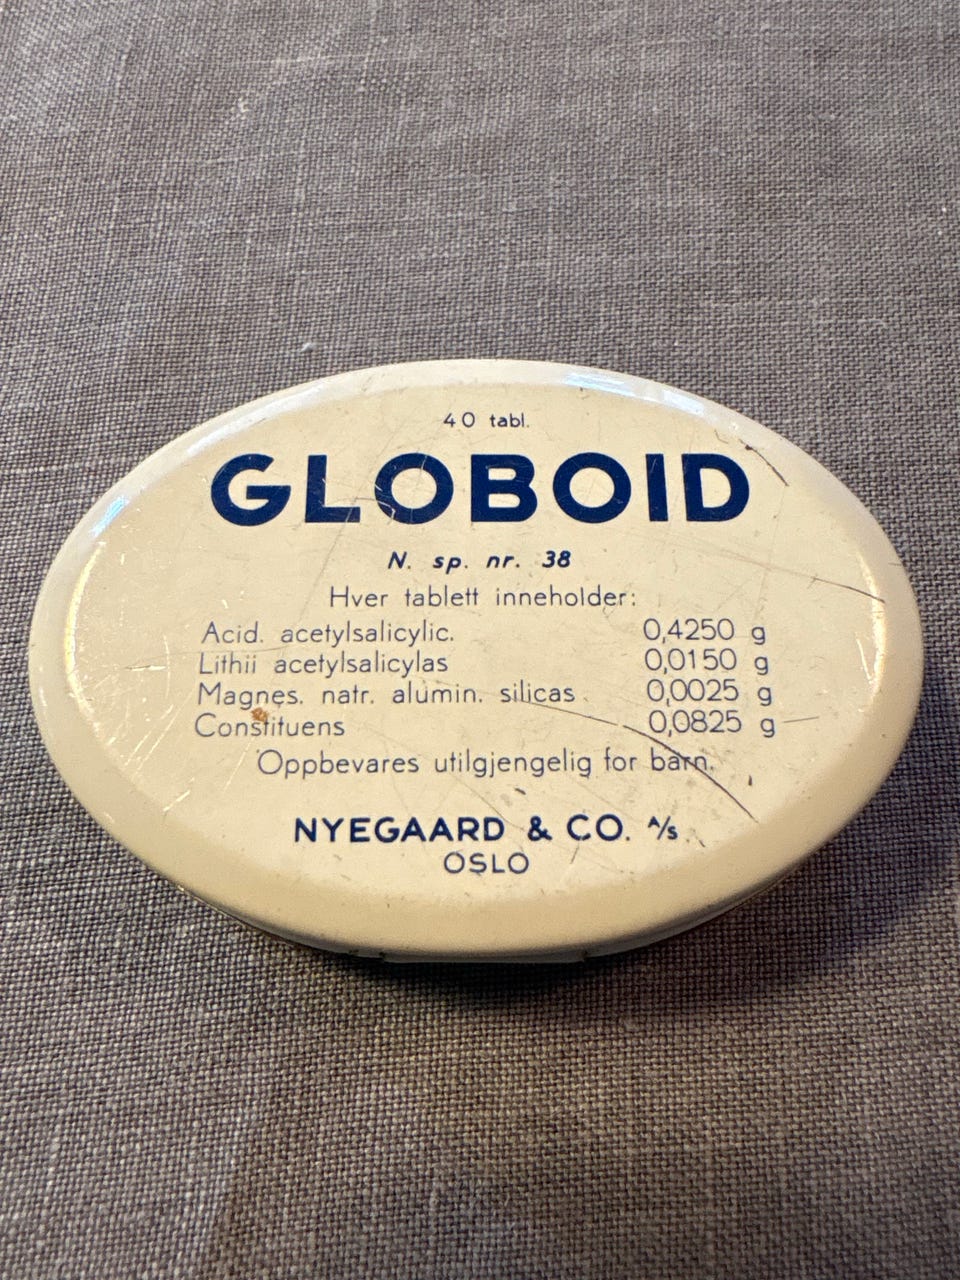 40 tabl.
GLOBOID
N. sp. nr. 38
Hver tablett inneholder:
Acid. acetylsalicylic. 0,4250 g
Lithii acetylsalicylas 0,0150 g
Magnes. natr. alumin. silicas 0,0025 g
Constituens 0,0825 g
Oppbevares utilgjengelig for barn.
NYEGAARD & CO. A/S
OSLO